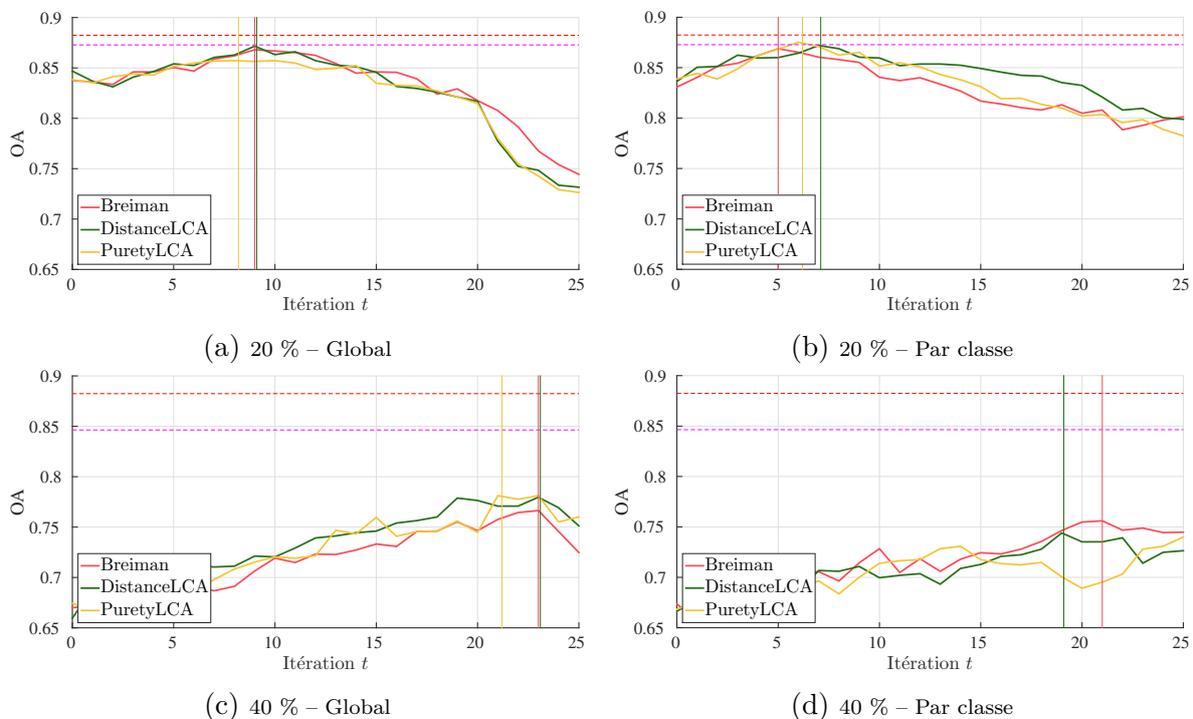 0.9
0.85
0.8
0.75
0.7
0.65
OA
Breiman
DistanceLCA
PuretyLCA
0 5 10 15 20 25
Itération t
(a) 20 % – Global
0.9
0.85
0.8
0.75
0.7
0.65
OA
Breiman
DistanceLCA
PuretyLCA
0 5 10 15 20 25
Itération t
(b) 20 % – Par classe
0.9
0.85
0.8
0.75
0.7
0.65
OA
Breiman
DistanceLCA
PuretyLCA
0 5 10 15 20 25
Itération t
(c) 40 % – Global
0.9
0.85
0.8
0.75
0.7
0.65
OA
Breiman
DistanceLCA
PuretyLCA
0 5 10 15 20 25
Itération t
(d) 40 % – Par classe